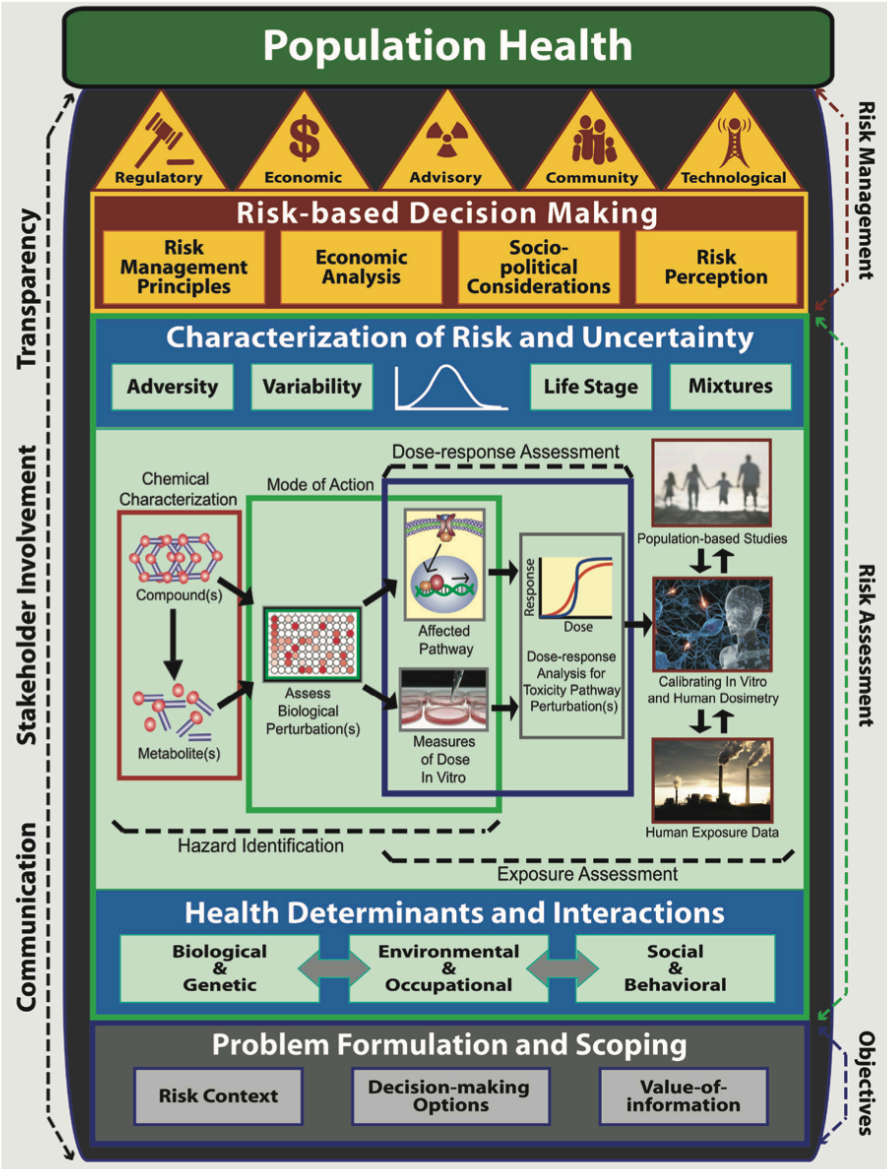 Population Health
Regulatory
Economic
Advisory
Community
Technological
Risk-based Decision Making
Risk
Management
Principles
Economic
Analysis
Socio-
political
Considerations
Risk
Perception
Characterization of Risk and Uncertainty
Adversity
Variability
Life Stage
Mixtures
Dose-response Assessment
Chemical
Characterization
Mode of Action
Compound(s)
Metabolite(s)
Assess
Biological
Perturbation(s)
Affected
Pathway
Measures
of Dose
In Vitro
Response
Dose
Dose-response
Analysis for
Toxicity Pathway
Perturbation(s)
Population-based Studies
Calibrating In Vitro
and Human Dosimetry
Human Exposure Data
Hazard Identification
Exposure Assessment
Health Determinants and Interactions
Biological
&
Genetic
Environmental
&
Occupational
Social
&
Behavioral
Problem Formulation and Scoping
Risk Context
Decision-making
Options
Value-of-
information
Transparency
Stakeholder Involvement
Communication
Risk Management
Risk Assessment
Objectives